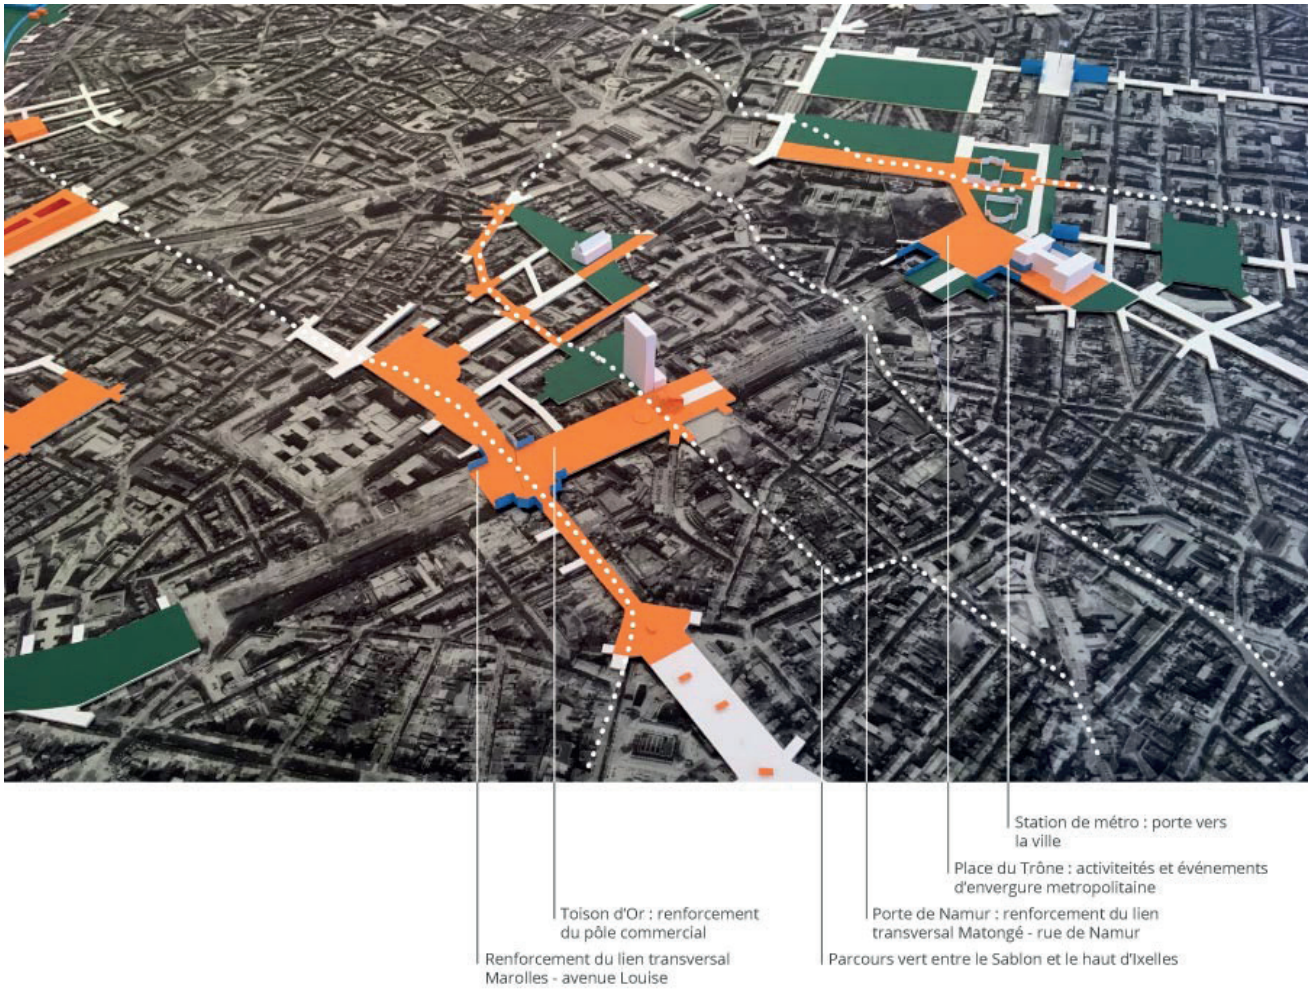 Station de métro : porte vers
la ville
Place du Trône : activiteités et événements
d'envergure metropolitaine
Toison d'Or : renforcement
du pôle commercial
Porte de Namur : renforcement du lien
transversal Matongé - rue de Namur
Renforcement du lien transversal
Marolles - avenue Louise
Parcours vert entre le Sablon et le haut d'Ixelles